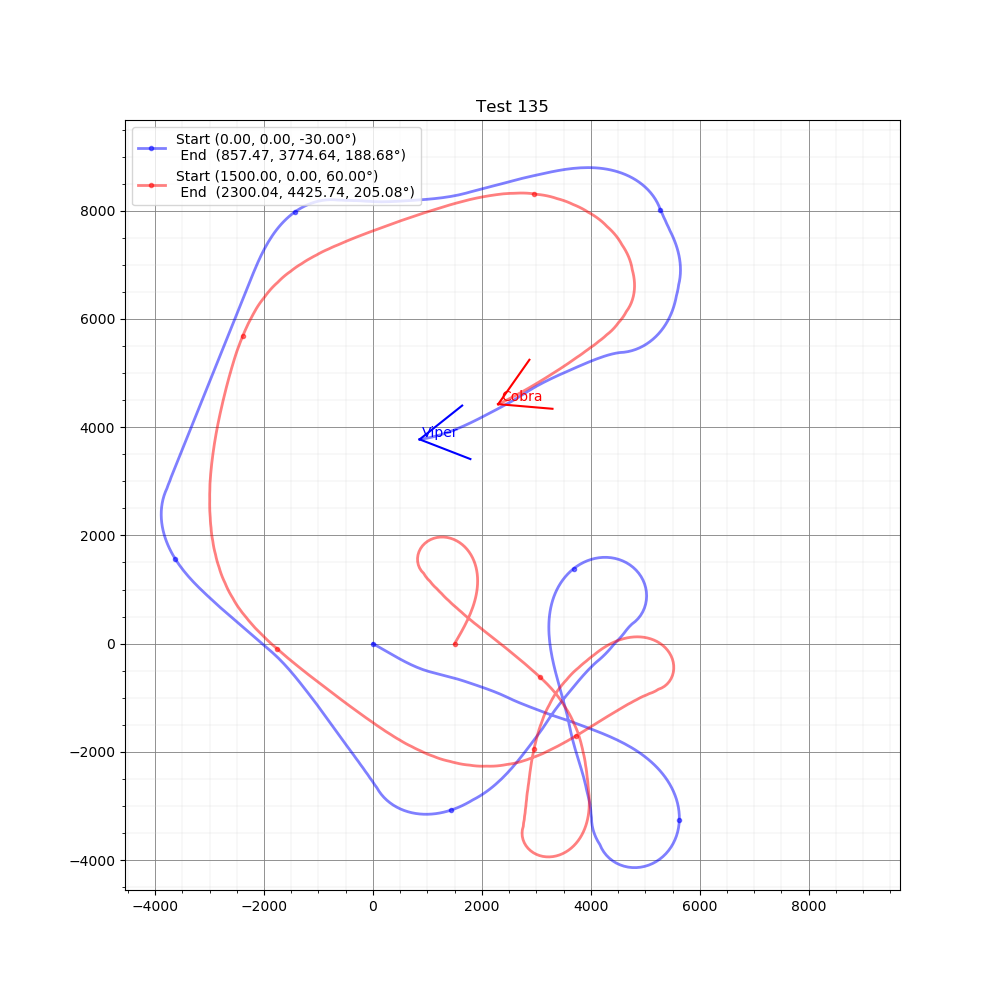 Test 135
Start (0.00, 0.00, -30.00°)
End  (857.47, 3774.64, 188.68°)
Start (1500.00, 0.00, 60.00°)
End  (2300.04, 4425.74, 205.08°)
8000
6000
4000
2000
0
−2000
−4000
Cobra
Viper
−4000 −2000 0 2000 4000 6000 8000